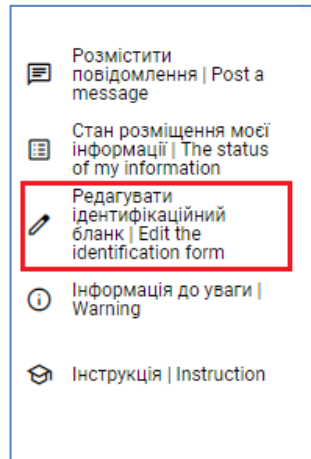 Розмістити
повідомлення | Post a
message
Стан розміщення моєї
інформації | The status
of my information
Редагувати
ідентифікаційний
бланк | Edit the
identification form
Інформація до уваги |
Warning
Інструкція | Instruction